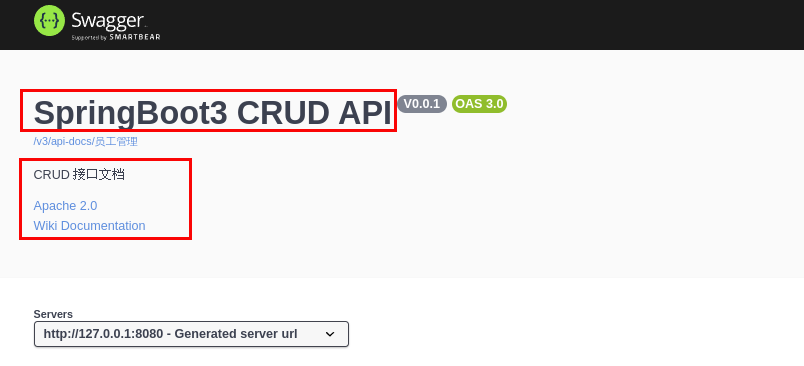 {···} Swagger
Supported by SMARTBEAR
SpringBoot3 CRUD API V0.0.1 OAS 3.0
/v3/api-docs/员工管理
CRUD 接口文档
Apache 2.0
Wiki Documentation
Servers
http://127.0.0.1:8080 - Generated server url